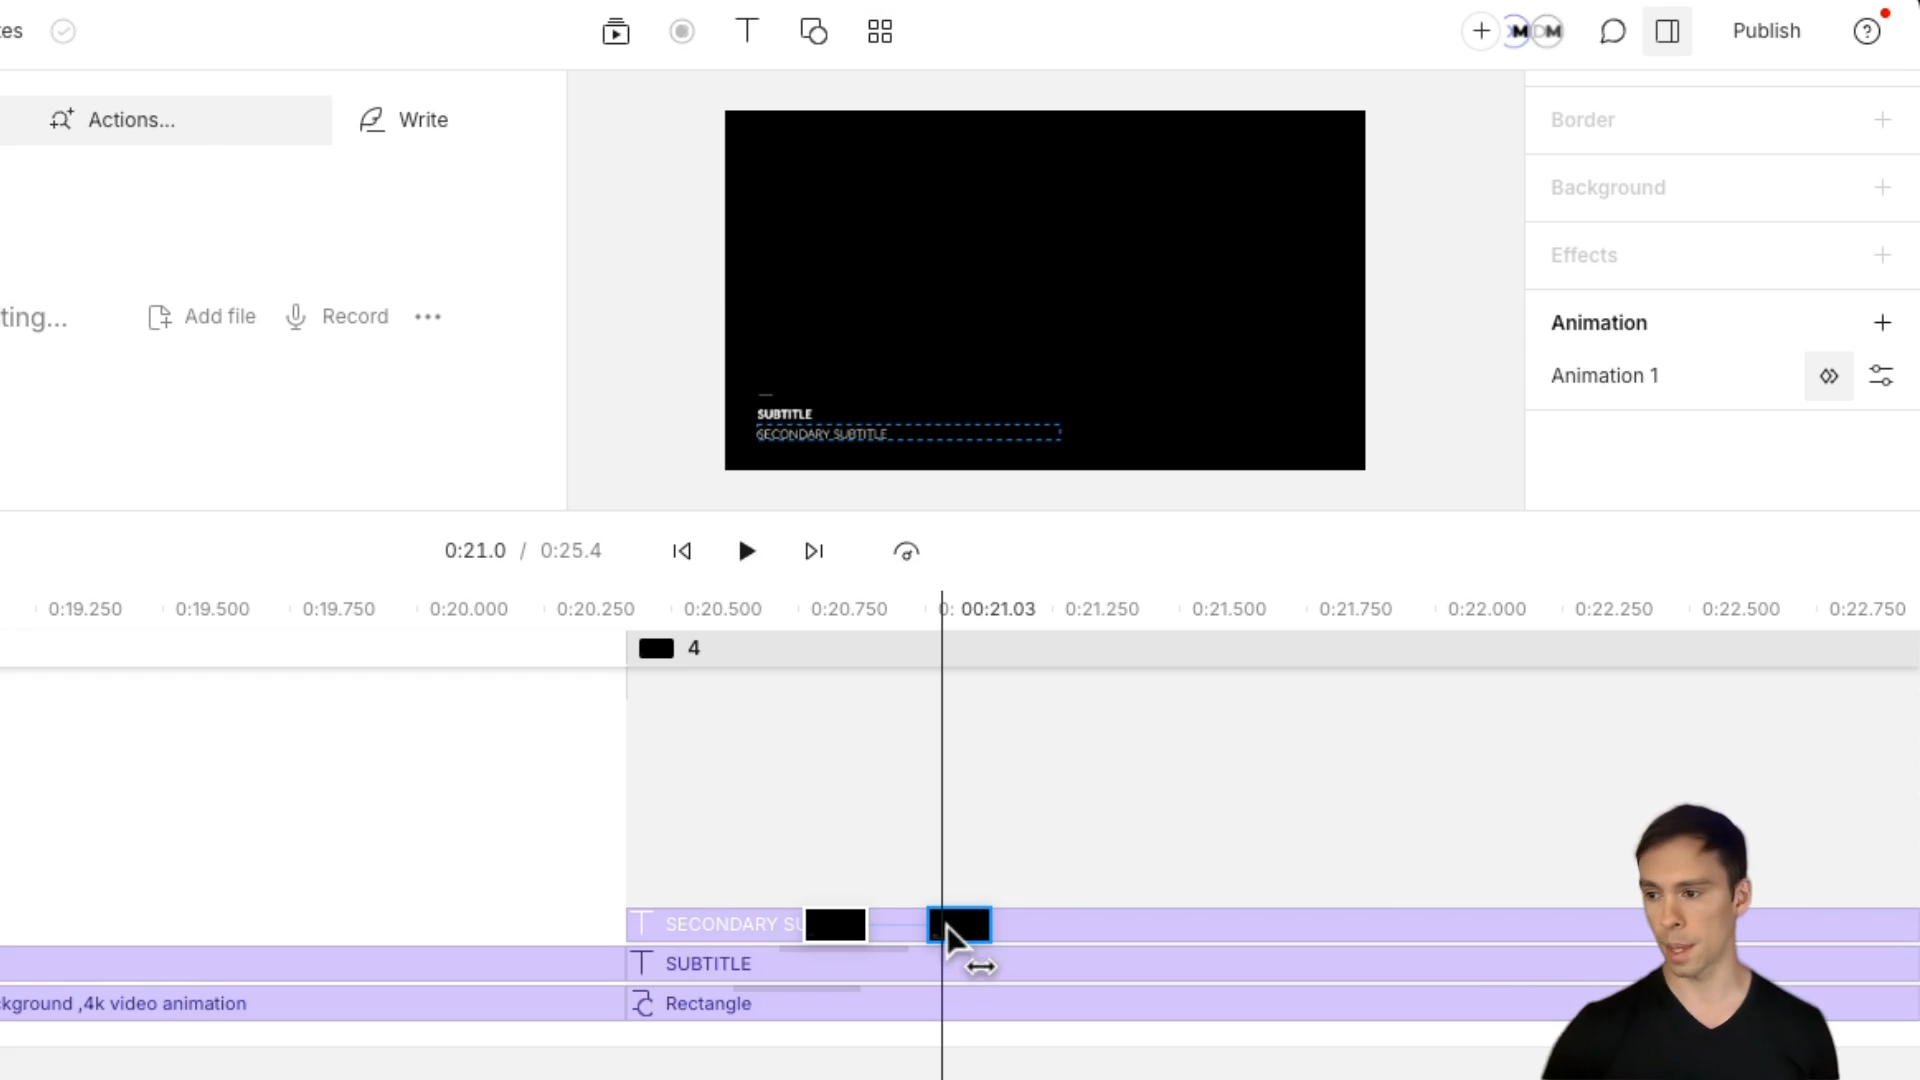 es
Publish
Actions...
Write
ting...
Add file
Record
SUBTITLE
SECONDARY SUBTITLE
Border
Background
Effects
Animation
Animation 1
0:21.0 / 0:25.4
0:19.250 0:19.500 0:19.750 0:20.000 0:20.250 0:20.500 0:20.750 0: 00:21.03 0:21.250 0:21.500 0:21.750 0:22.000 0:22.250 0:22.500 0:22.750
4
SECONDARY SU
SUBTITLE
kground ,4k video animation
Rectangle